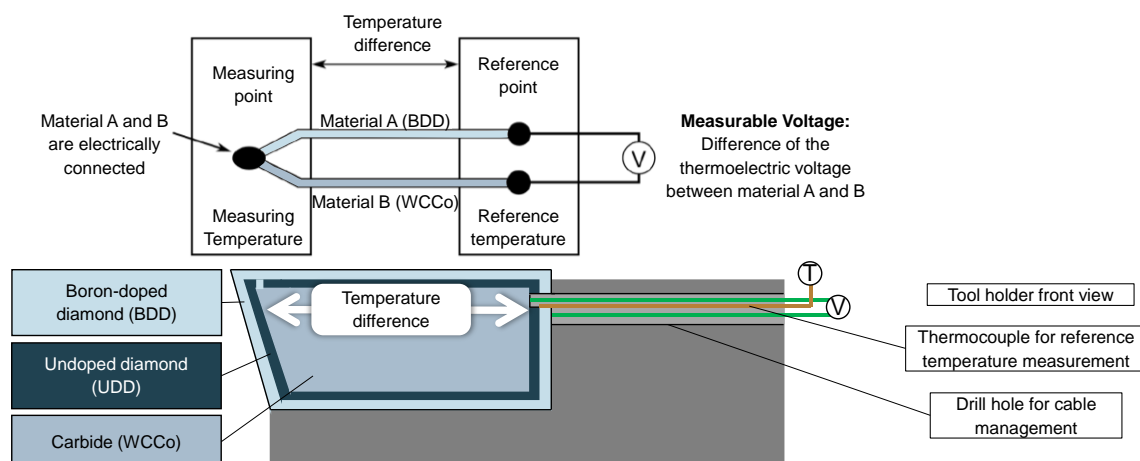 Temperature
difference
Measuring
point
Reference
point
Material A and B
are electrically
connected
Material A (BDD)
Material B (WCCo)
V
Measurable Voltage:
Difference of the
thermoelectric voltage
between material A and B
Measuring
Temperature
Reference
temperature
Boron-doped
diamond (BDD)
Undoped diamond
(UDD)
Carbide (WCCo)
Temperature
difference
T
V
Tool holder front view
Thermocouple for reference
temperature measurement
Drill hole for cable
management